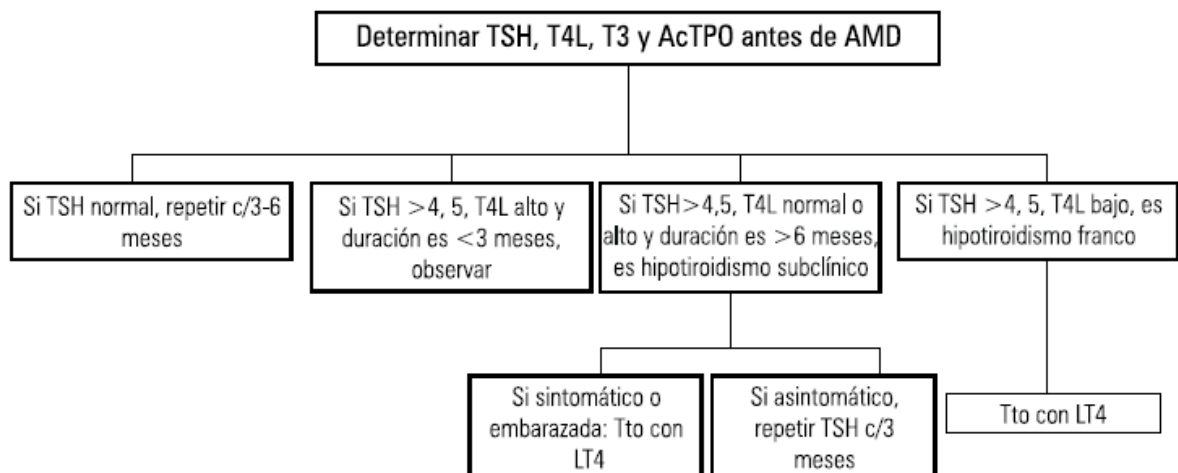 Determinar TSH, T4L, T3 y AcTPO antes de AMD
Si TSH normal, repetir c/3-6
meses
Si TSH >4, 5, T4L alto y
duración es <3 meses,
observar
Si TSH>4,5, T4L normal o
alto y duración es >6 meses,
es hipotiroidismo subclínico
Si TSH >4, 5, T4L bajo, es
hipotiroidismo franco
Si sintomático o
embarazada: Tto con
LT4
Si asintomático,
repetir TSH c/3
meses
Tto con LT4